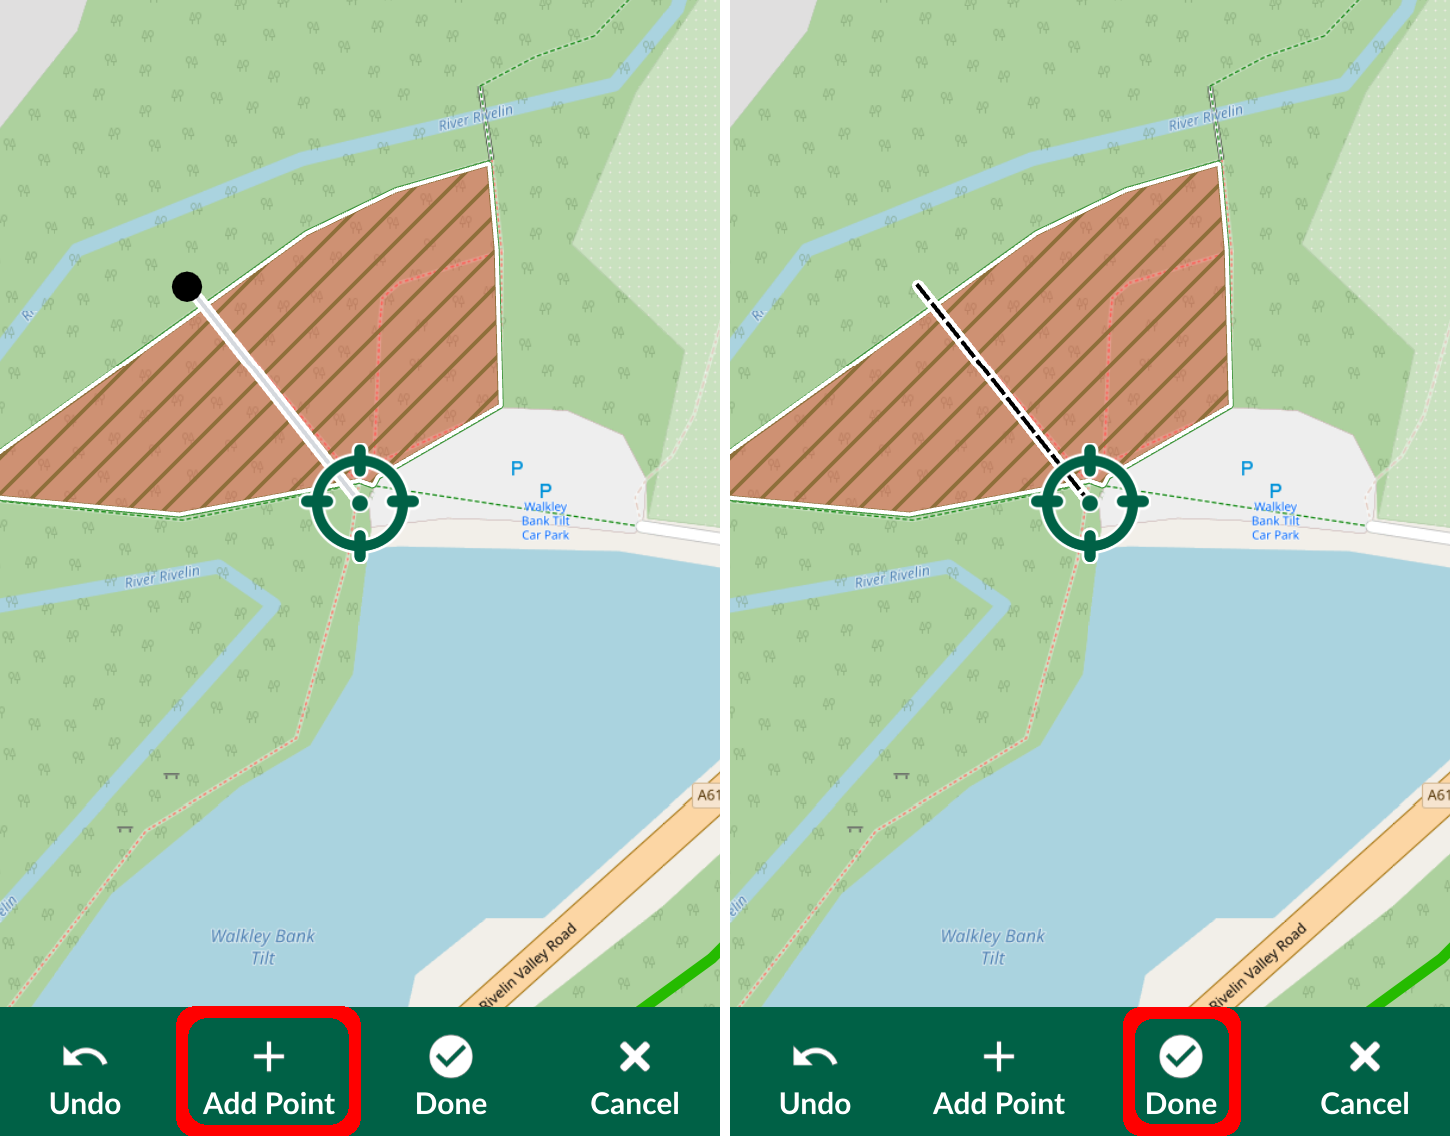 River Rivelin
P
P
Walkley
Bank Tilt
Car Park
River Rivelin
A61
elin
Walkley Bank
Tilt
Rivelin Valley Road
Undo
Add Point
Done
Cancel
River Rivelin
P
P
Walkley
Bank Tilt
Car Park
River Rivelin
A61
elin
Walkley Bank
Tilt
Rivelin Valley Road
Undo
Add Point
Done
Cancel